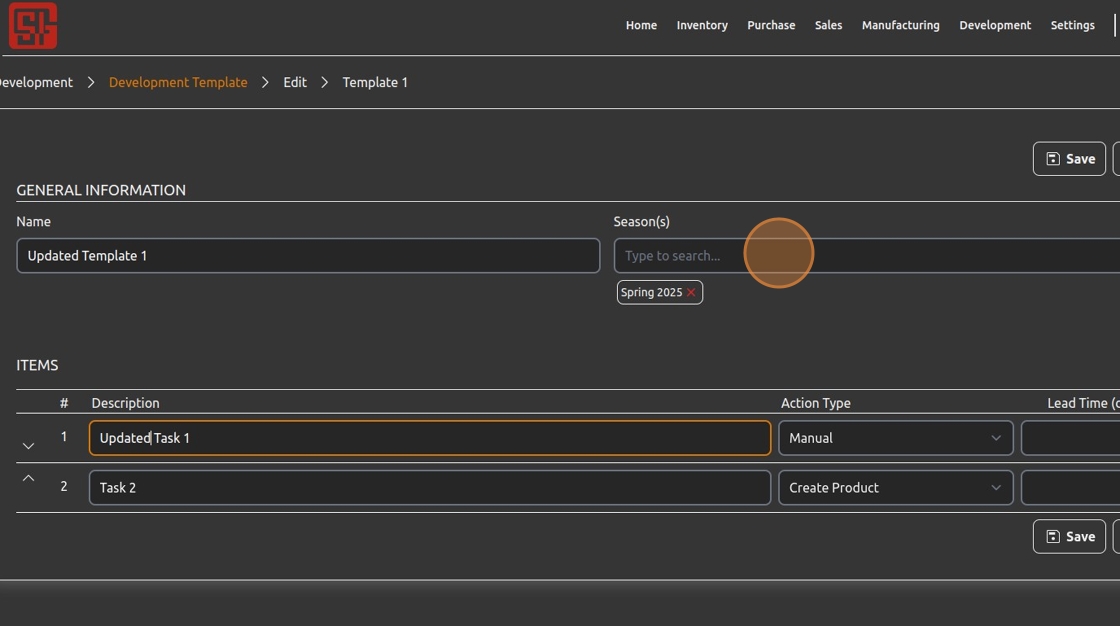 Home Inventory Purchase Sales Manufacturing Development Settings
evelopment > Development Template > Edit > Template 1
Save
GENERAL INFORMATION
Name Season(s)
Updated Template 1 Type to search...
Spring 2025 ×
ITEMS
# Description Action Type Lead Time (
1 Updated Task 1 Manual
2 Task 2 Create Product
Save